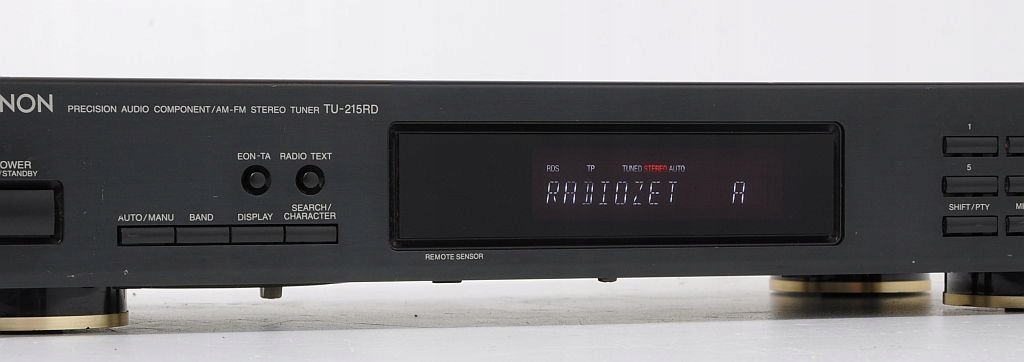 NON PRECISION AUDIO COMPONENT/AM-FM STEREO TUNER TU-215RD
OWER
/STANDBY
EON-TA RADIO TEXT
AUTO/MANU BAND DISPLAY SEARCH/
CHARACTER
RDS TP TUNED STEREO AUTO
RADIOZET A
REMOTE SENSOR
1
5
SHIFT/PTY